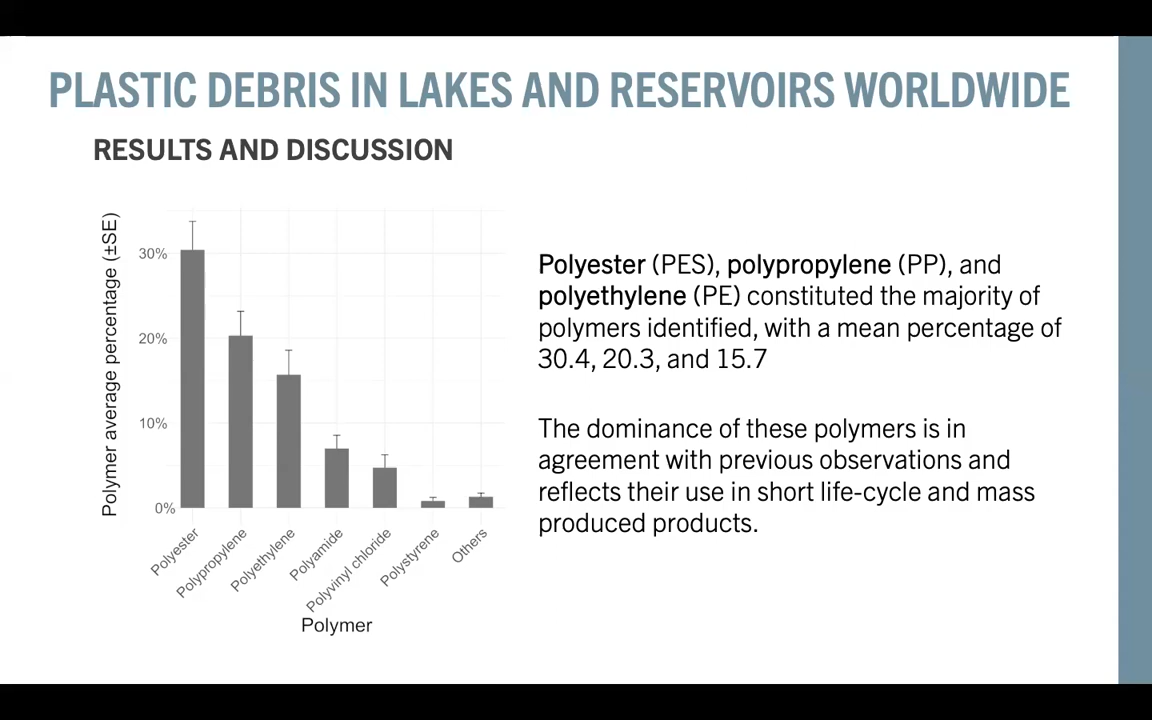 PLASTIC DEBRIS IN LAKES AND RESERVOIRS WORLDWIDE
RESULTS AND DISCUSSION
Polymer average percentage (±SE)
30%
20%
10%
0%
Polyester
Polypropylene
Polyethylene
Polyamide
Polyvinyl chloride
Polystyrene
Others
Polymer
Polyester (PES), polypropylene (PP), and
polyethylene (PE) constituted the majority of
polymers identified, with a mean percentage of
30.4, 20.3, and 15.7
The dominance of these polymers is in
agreement with previous observations and
reflects their use in short life-cycle and mass
produced products.